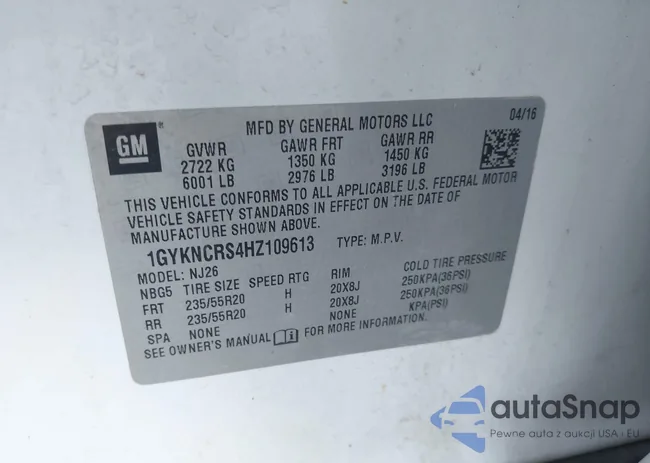 GM
MFD BY GENERAL MOTORS LLC 04/16
GVWR GAWR FRT GAWR RR
2722 KG 1350 KG 1450 KG
6001 LB 2976 LB 3196 LB
THIS VEHICLE CONFORMS TO ALL APPLICABLE U.S. FEDERAL MOTOR
VEHICLE SAFETY STANDARDS IN EFFECT ON THE DATE OF
MANUFACTURE SHOWN ABOVE.
1GYKNCRS4HZ109613 TYPE: M.P.V.
MODEL: NJ26
NBG5 TIRE SIZE SPEED RTG RIM COLD TIRE PRESSURE
FRT 235/55R20 H 20X8J 250KPA(36PSI)
RR 235/55R20 H 20X8J 250KPA(36PSI)
SPA NONE NONE KPA(PSI)
SEE OWNER'S MANUAL i FOR MORE INFORMATION.
autoSnap
Pewne auta z aukcji USA i EU